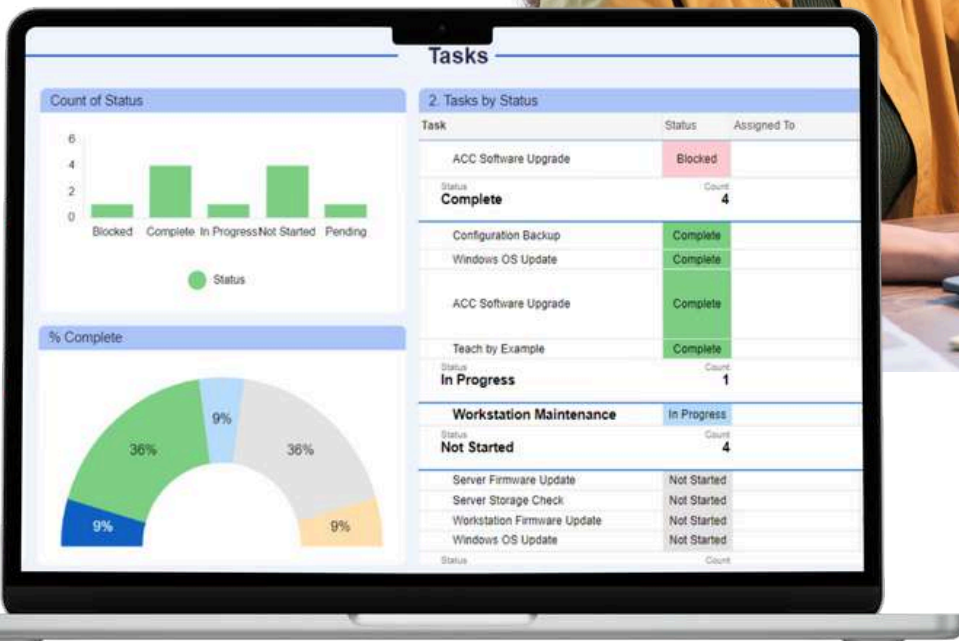 Tasks
Count of Status
6
4
2
0
Blocked Complete In Progress Not Started Pending
Status
% Complete
9%
36%
9%
36%
9%
2. Tasks by Status
Task Status Assigned To
ACC Software Upgrade Blocked
Status Count
Complete 4
Configuration Backup Complete
Windows OS Update Complete
ACC Software Upgrade Complete
Teach by Example Complete
Status Count
In Progress 1
Workstation Maintenance In Progress
Status Count
Not Started 4
Server Firmware Update Not Started
Server Storage Check Not Started
Workstation Firmware Update Not Started
Windows OS Update Not Started
Status Count